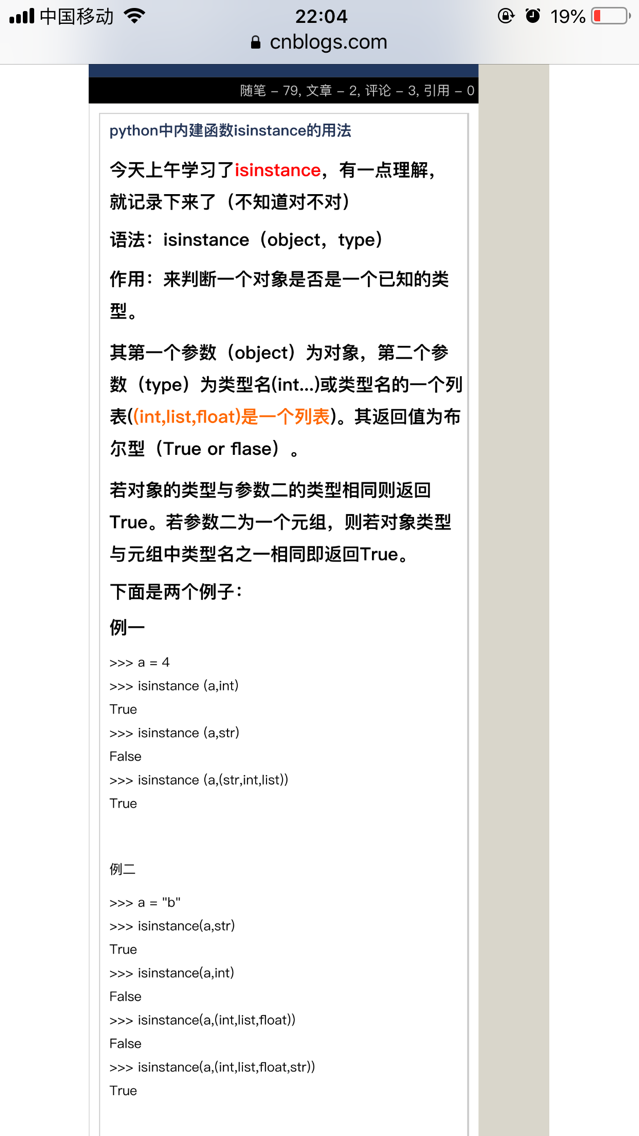 中国移动 22:04 19%
cnblogs.com
随笔 - 79, 文章 - 2, 评论 - 3, 引用 - 0
python中内建函数isinstance的用法
今天上午学习了isinstance，有一点理解，
就记录下来了（不知道对不对）
语法：isinstance（object，type）
作用：来判断一个对象是否是一个已知的类
型。
其第一个参数（object）为对象，第二个参
数（type）为类型名(int...)或类型名的一个列
表((int,list,float)是一个列表)。其返回值为布
尔型（True or flase）。
若对象的类型与参数二的类型相同则返回
True。若参数二为一个元组，则若对象类型
与元组中类型名之一相同即返回True。
下面是两个例子：
例一
>>> a = 4
>>> isinstance (a,int)
True
>>> isinstance (a,str)
False
>>> isinstance (a,(str,int,list))
True
例二
>>> a = "b"
>>> isinstance(a,str)
True
>>> isinstance(a,int)
False
>>> isinstance(a,(int,list,float))
False
>>> isinstance(a,(int,list,float,str))
True